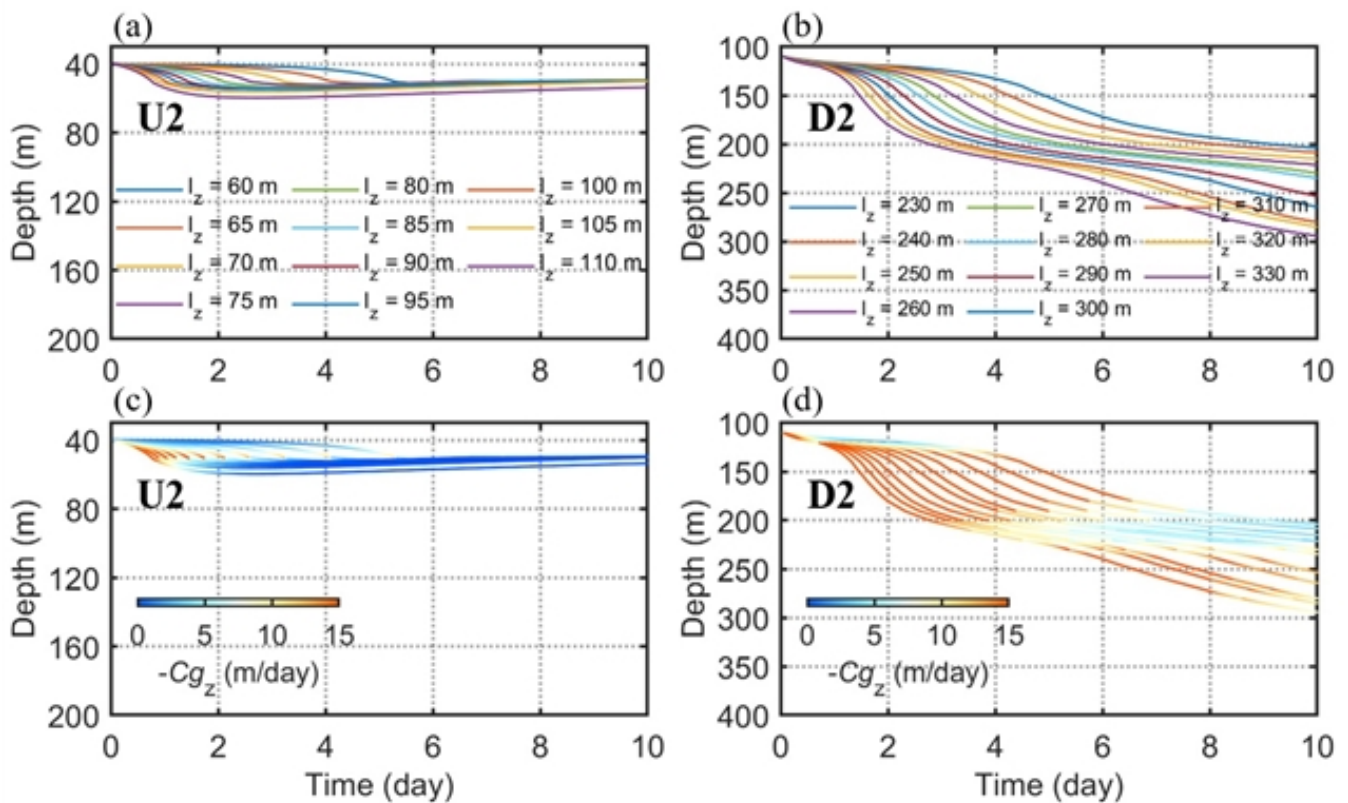 (a)
(b)
40
80
120
160
200
Depth (m)
U2
l_z = 60 m
l_z = 80 m
l_z = 100 m
l_z = 65 m
l_z = 85 m
l_z = 105 m
l_z = 70 m
l_z = 90 m
l_z = 110 m
l_z = 75 m
l_z = 95 m
0 2 4 6 8 10
100
150
200
250
300
350
400
Depth (m)
D2
l_z = 230 m
l_z = 270 m
l_z = 310 m
l_z = 240 m
l_z = 280 m
l_z = 320 m
l_z = 250 m
l_z = 290 m
l_z = 330 m
l_z = 260 m
l_z = 300 m
0 2 4 6 8 10
(c)
(d)
40
80
120
160
200
Depth (m)
U2
0 5 10 15
-Cg_z (m/day)
0 2 4 6 8 10
Time (day)
100
150
200
250
300
350
400
Depth (m)
D2
0 5 10 15
-Cg_z (m/day)
0 2 4 6 8 10
Time (day)